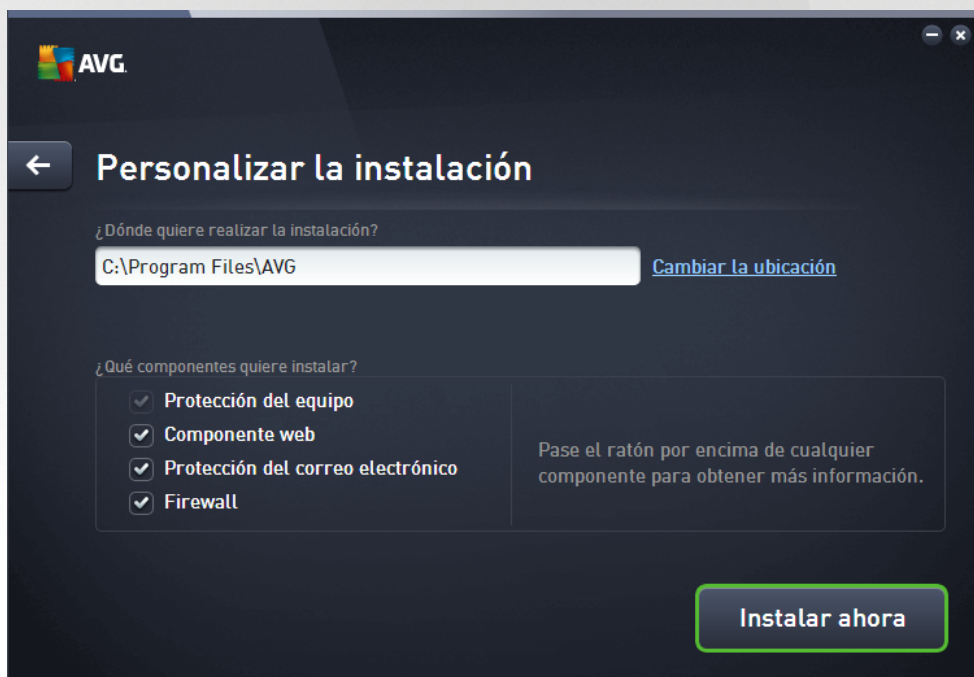 AVG.
Personalizar la instalación
¿Dónde quiere realizar la instalación?
C:\Program Files\AVG
Cambiar la ubicación
¿Qué componentes quiere instalar?
Protección del equipo
Componente web
Protección del correo electrónico
Firewall
Pase el ratón por encima de cualquier
componente para obtener más información.
Instalar ahora